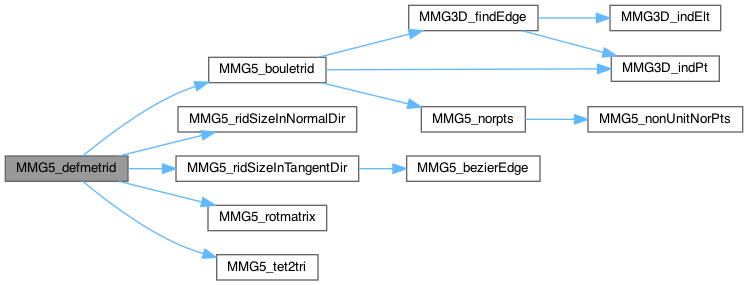 MMG3D_findEdge
MMG3D_indElt
MMG5_bouletrid
MMG3D_indPt
MMG5_ridSizeInNormalDir
MMG5_norpts
MMG5_nonUnitNorPts
MMG5_defmetrid
MMG5_ridSizeInTangentDir
MMG5_bezierEdge
MMG5_rotmatrix
MMG5_tet2tri